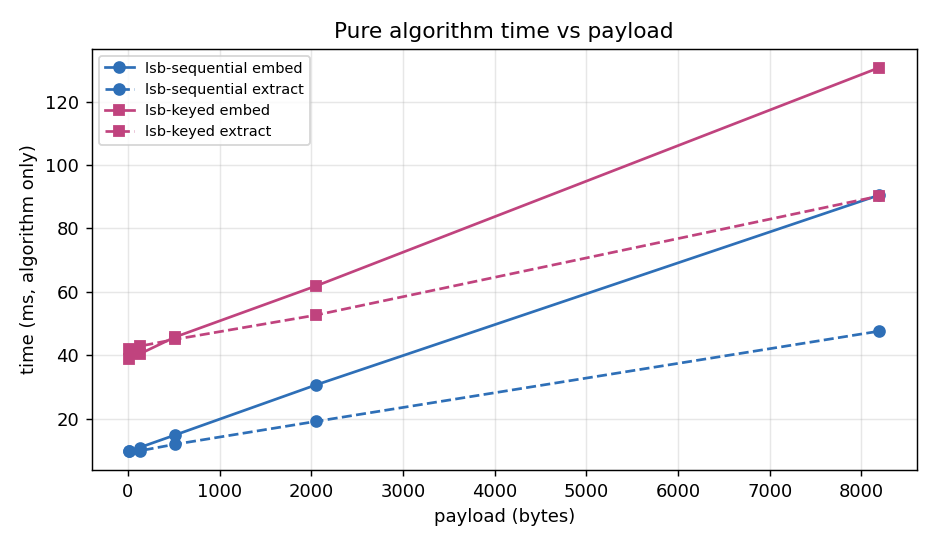 Pure algorithm time vs payload
lsb-sequential embed
lsb-sequential extract
lsb-keyed embed
lsb-keyed extract
time (ms, algorithm only)
120
100
80
60
40
20
0 1000 2000 3000 4000 5000 6000 7000 8000
payload (bytes)